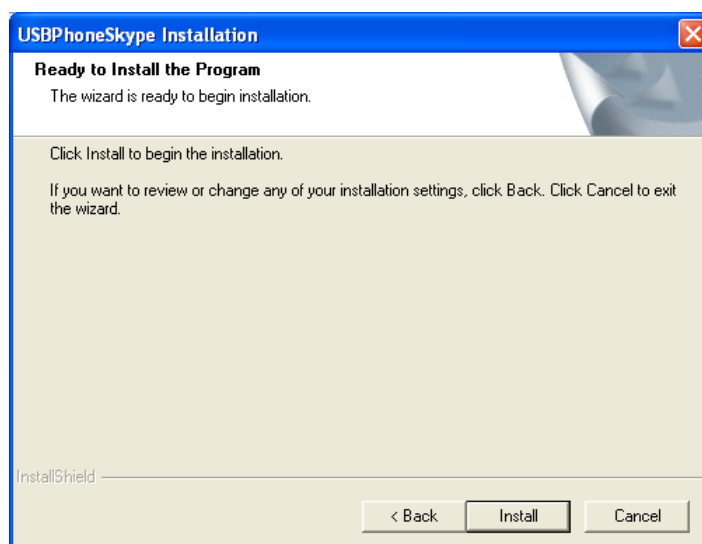 USBPhoneSkype Installation
Ready to Install the Program
The wizard is ready to begin installation.
Click Install to begin the installation.
If you want to review or change any of your installation settings, click Back. Click Cancel to exit
the wizard.
InstallShield
< Back
Install
Cancel